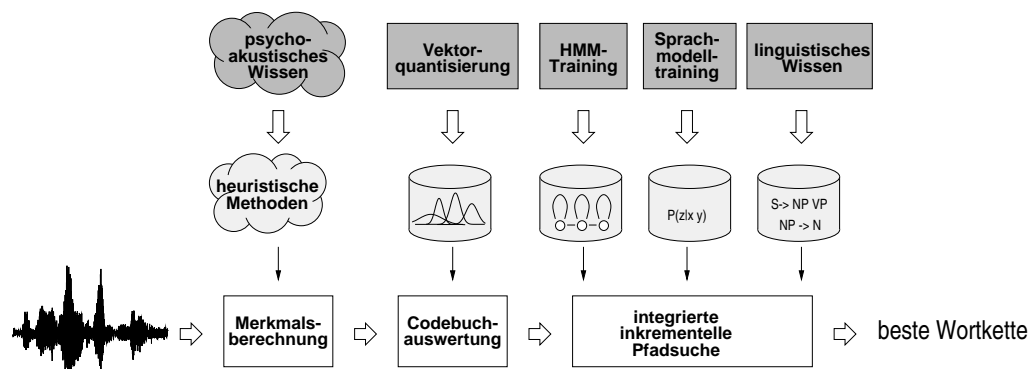 psycho-
akustisches
Wissen
Vektor-
quantisierung
HMM-
Training
Sprach-
modell-
training
linguistisches
Wissen
heuristische
Methoden
P(z|x y)
S-> NP VP
NP -> N
Merkmals-
berechnung
Codebuch-
auswertung
integrierte
inkrementelle
Pfadsuche
beste Wortkette